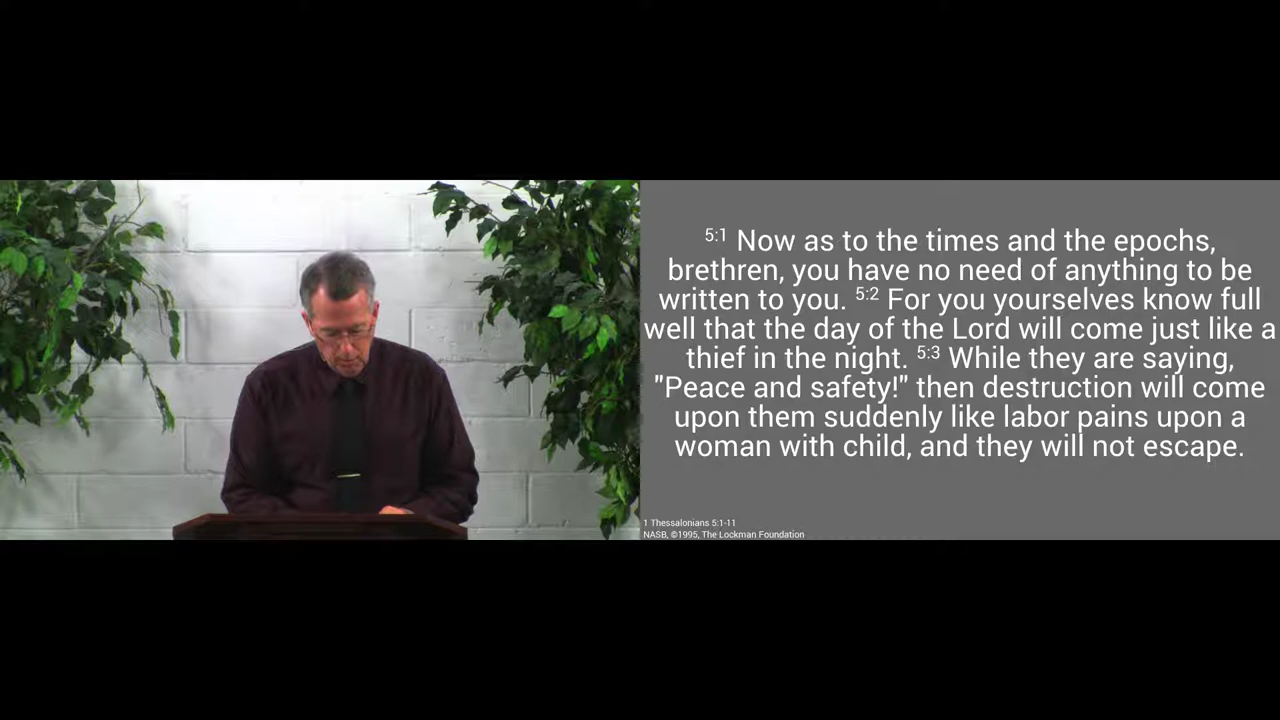 5:1 Now as to the times and the epochs,
brethren, you have no need of anything to be
written to you. 5:2 For you yourselves know full
well that the day of the Lord will come just like a
thief in the night. 5:3 While they are saying,
"Peace and safety!" then destruction will come
upon them suddenly like labor pains upon a
woman with child, and they will not escape.
1 Thessalonians 5:1-11
NASB, ©1995, The Lockman Foundation